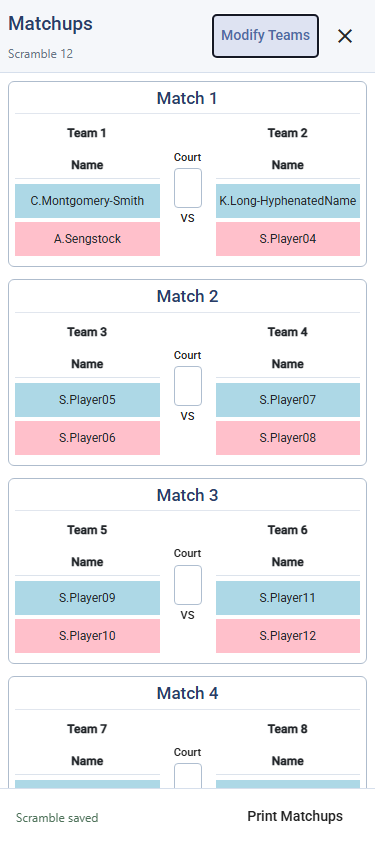 Matchups
Scramble 12
Modify Teams
Match 1
Team 1
Team 2
Court
Name
Name
C.Montgomery-Smith
K.Long-HyphenatedName
VS
A.Sengstock
S.Player04
Match 2
Team 3
Team 4
Court
Name
Name
S.Player05
S.Player07
VS
S.Player06
S.Player08
Match 3
Team 5
Team 6
Court
Name
Name
S.Player09
S.Player11
VS
S.Player10
S.Player12
Match 4
Team 7
Team 8
Court
Name
Name
Scramble saved
Print Matchups